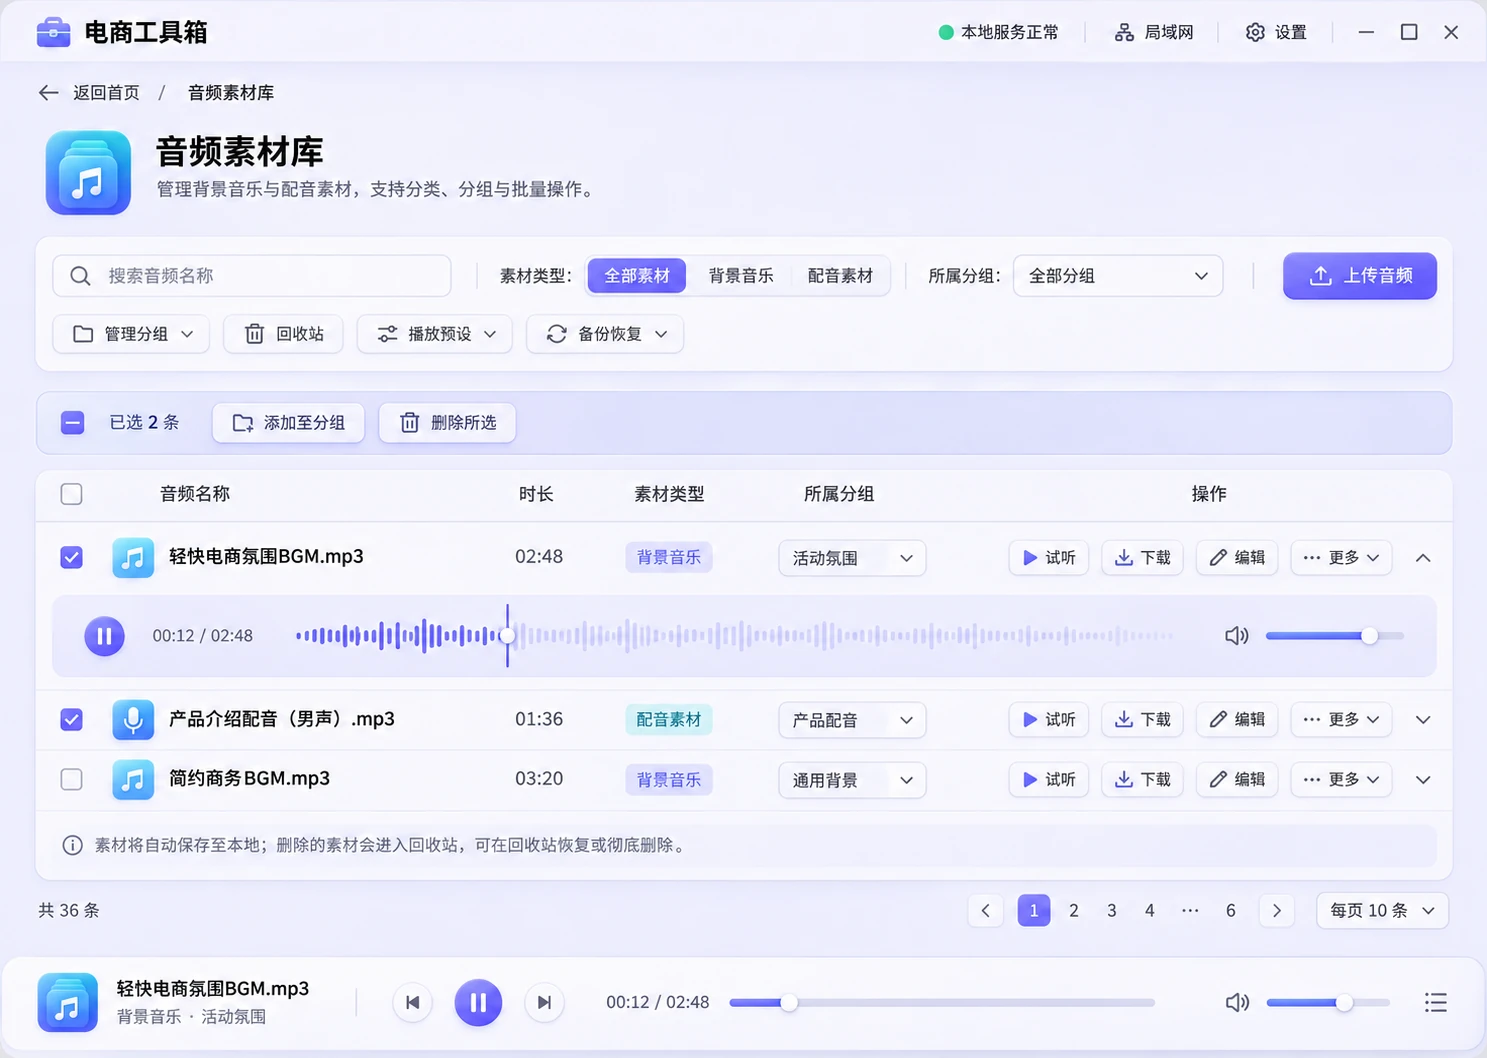 电商工具箱 本地服务正常 局域网 设置
返回首页 / 音频素材库
音频素材库
管理背景音乐与配音素材，支持分类、分组与批量操作。
搜索音频名称 素材类型： 全部素材 背景音乐 配音素材 所属分组： 全部分组 上传音频
管理分组 回收站 播放预设 备份恢复
已选 2 条 添加至分组 删除所选
音频名称 时长 素材类型 所属分组 操作
轻快电商氛围BGM.mp3 02:48 背景音乐 活动氛围 试听 下载 编辑 ··· 更多
00:12 / 02:48
产品介绍配音（男声）.mp3 01:36 配音素材 产品配音 试听 下载 编辑 ··· 更多
简约商务BGM.mp3 03:20 背景音乐 通用背景 试听 下载 编辑 ··· 更多
素材将自动保存至本地；删除的素材会进入回收站，可在回收站恢复或彻底删除。
共 36 条 1 2 3 4 ··· 6 每页 10 条
轻快电商氛围BGM.mp3
背景音乐 · 活动氛围
00:12 / 02:48